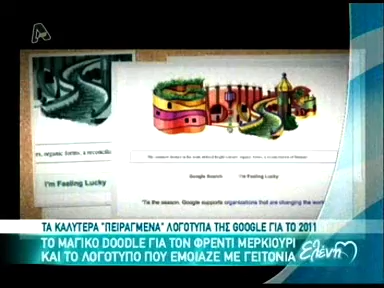 I'm Feeling Lucky
Google Search
I'm Feeling Lucky
'Tis the season. Google supports organizations that are changing the world
ΤΑ ΚΑΛΥΤΕΡΑ "ΠΕΙΡΑΓΜΕΝΑ" ΛΟΓΟΤΥΠΑ ΤΗΣ GOOGLE ΓΙΑ ΤΟ 2011
ΤΟ ΜΑΓΙΚΟ DOODLE ΓΙΑ ΤΟΝ ΦΡΕΝΤΙ ΜΕΡΚΙΟΥΡΙ
ΚΑΙ ΤΟ ΛΟΓΟΤΥΠΟ ΠΟΥ ΕΜΟΙΑΖΕ ΜΕ ΓΕΙΤΟΝΙΑ
Ελένη